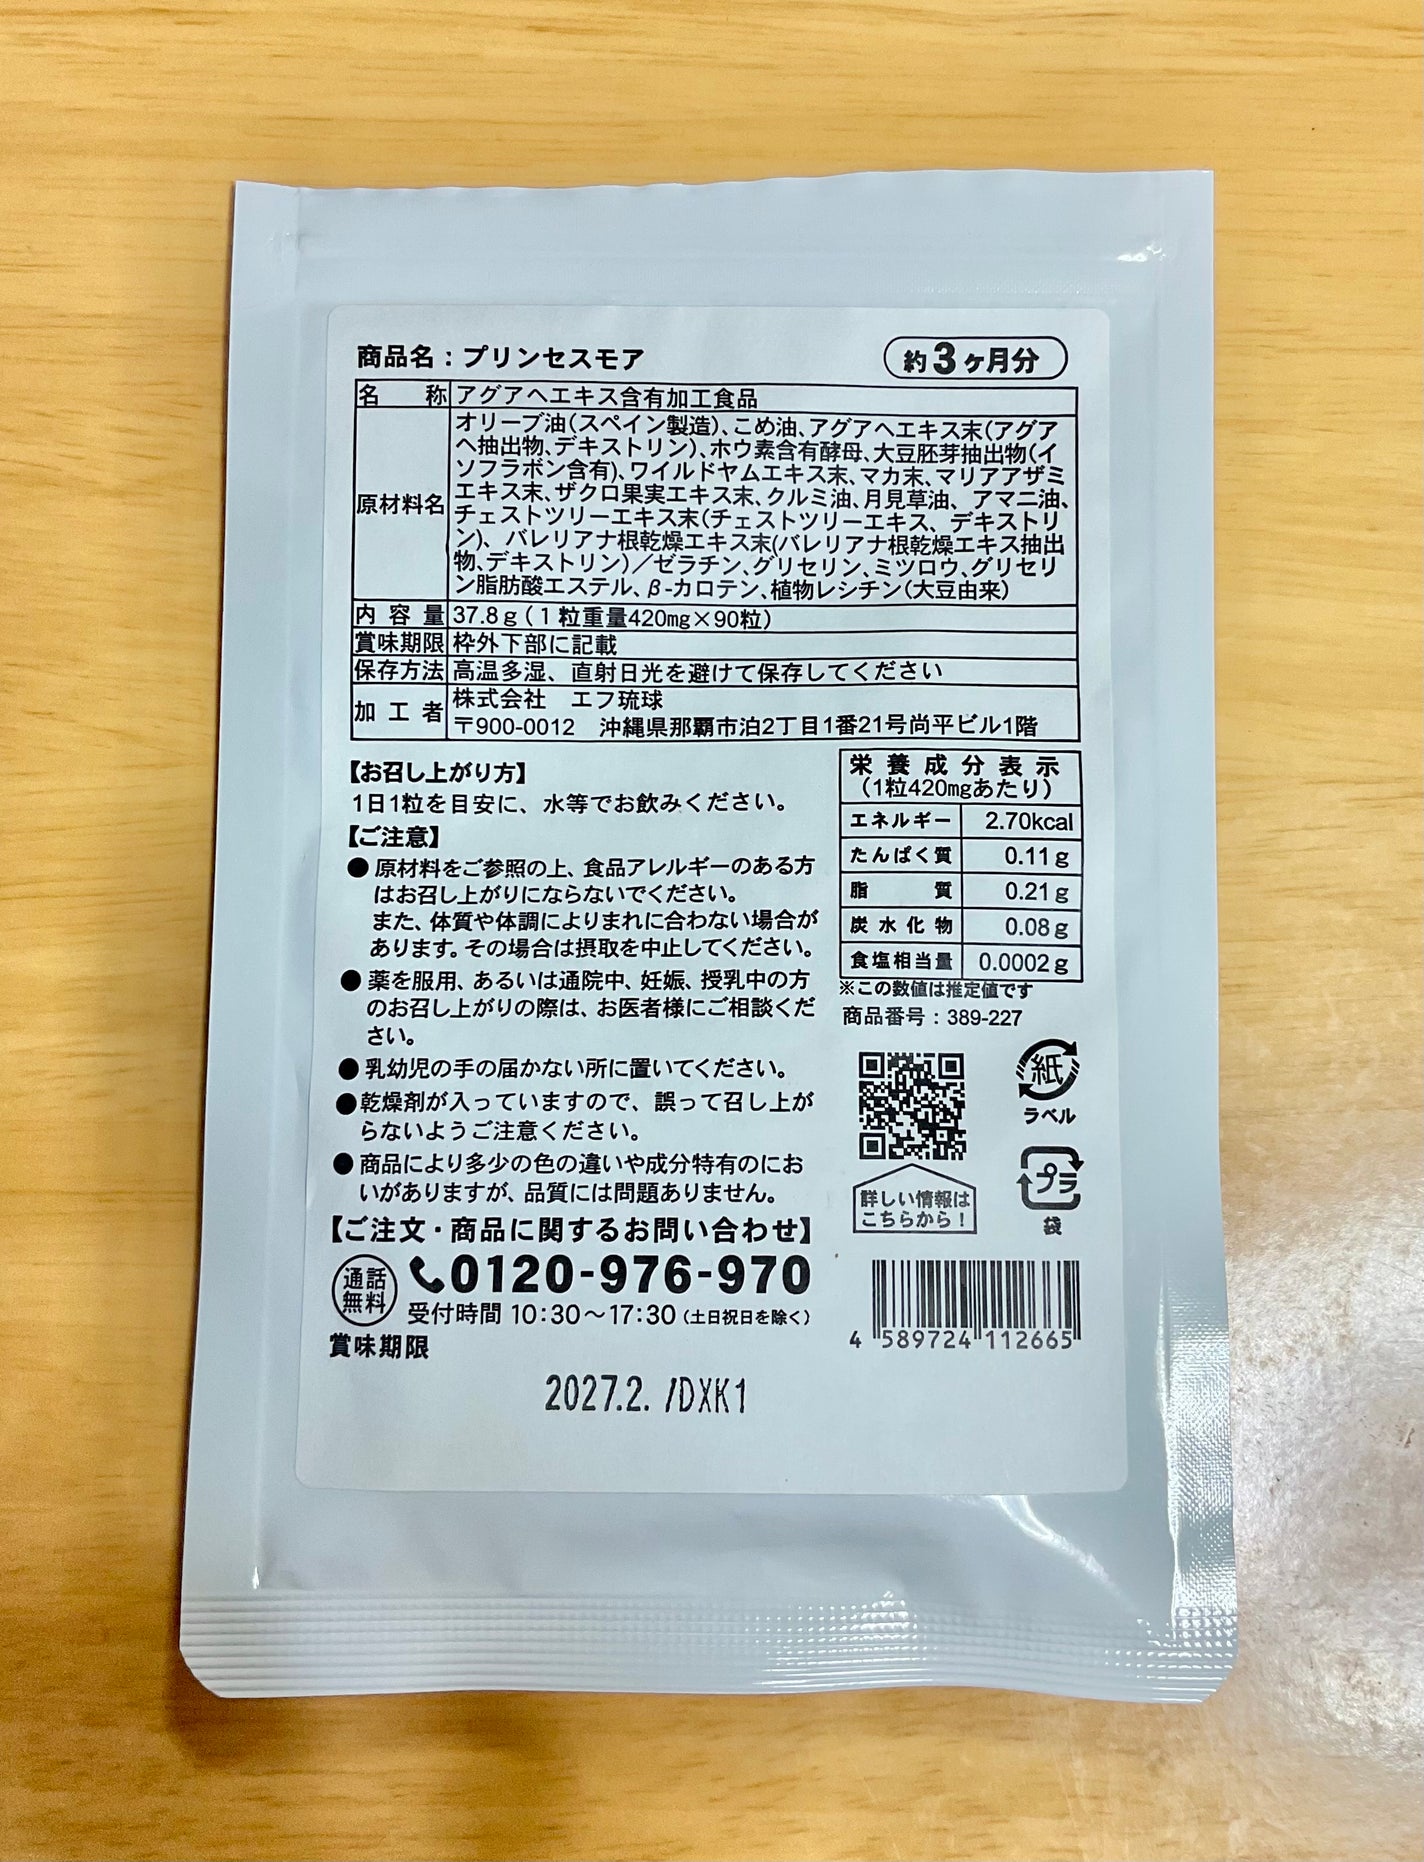 商品名：プリンセスモア
約3ヶ月分
名　称 アグアヘエキス含有加工食品
原材料名
オリーブ油(スペイン製造)、こめ油、アグアヘエキス末(アグア
ヘ抽出物、デキストリン)、ホウ素含有酵母、大豆胚芽抽出物(イ
ソフラボン含有)、ワイルドヤムエキス末、マカ末、マリアアザミ
エキス末、ザクロ果実エキス末、クルミ油、月見草油、 アマニ油、
チェストツリーエキス末(チェストツリーエキス、 デキストリ
ン)、 バレリアナ根乾燥エキス末(バレリアナ根乾燥エキス抽出
物、デキストリン)／ゼラチン、グリセリン、ミツロウ、グリセリ
ン脂肪酸エステル、β-カロテン、植物レシチン(大豆由来)
内容量 37.8g(1粒重量420mg×90粒)
賞味期限 枠外下部に記載
保存方法 高温多湿、直射日光を避けて保存してください
加工者
株式会社　エフ琉球
〒900-0012　沖縄県那覇市泊2丁目1番21号尚平ビル1階
【お召し上がり方】
1日1粒を目安に、水等でお飲みください。
【ご注意】
●原材料をご参照の上、食品アレルギーのある方
はお召し上がりにならないでください。
また、体質や体調によりまれに合わない場合が
あります。その場合は摂取を中止してください。
●薬を服用、あるいは通院中、妊娠、授乳中の方
のお召し上がりの際は、お医者様にご相談くだ
さい。
●乳幼児の手の届かない所に置いてください。
●乾燥剤が入っていますので、誤って召し上が
らないようご注意ください。
●商品により多少の色の違いや成分特有のにお
いがありますが、品質には問題ありません。
【ご注文・商品に関するお問い合わせ】
通話
無料
0120-976-970
受付時間 10:30～17:30(土日祝日を除く)
賞味期限
2027.2. /DXK1
栄養成分表示
(1粒420mgあたり)
エネルギー 2.70kcal
たんぱく質 0.11g
脂質 0.21g
炭水化物 0.08g
食塩相当量 0.0002g
※この数値は推定値です
商品番号：389-227
紙
ラベル
プラ
袋
詳しい情報は
こちらから！
4 589724 112665